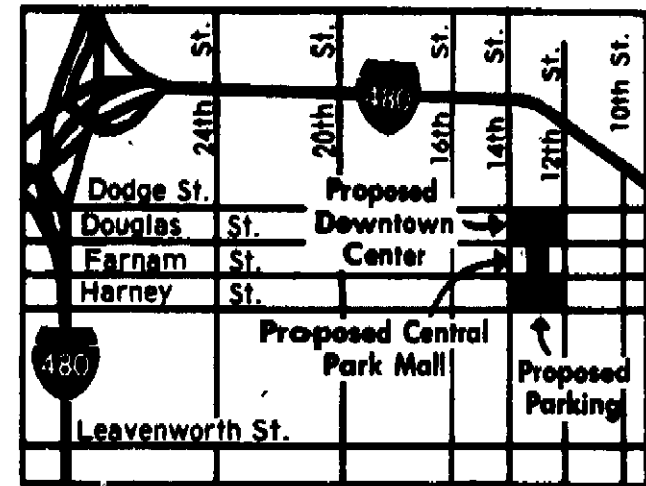 24th St.
20th St.
480
16th St.
14th St.
12th St.
10th St.
Dodge St.
Douglas St.
Farnam St.
Harney St.
Proposed
Downtown
Center
Proposed Central
Park Mall
Proposed
Parking
480
Leavenworth St.